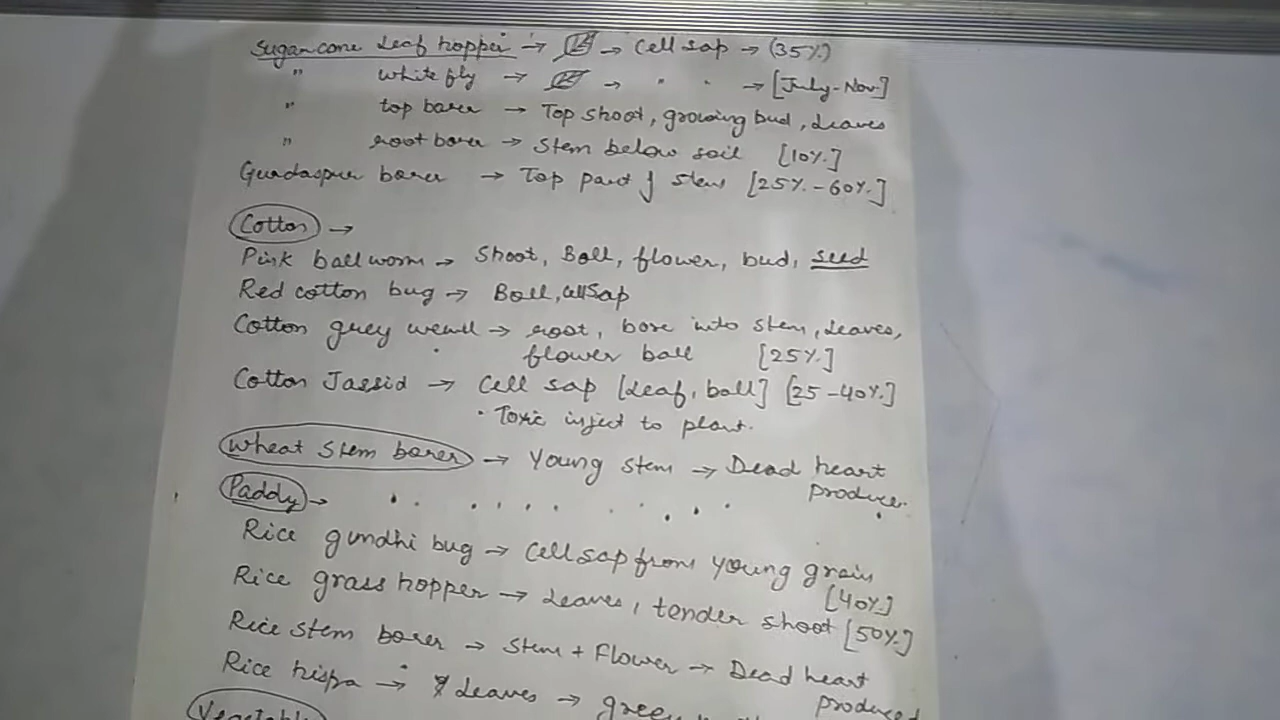 Sugarcane Leaf hopper → → Cell sap → (35%)
" white fly → → " " → [July-Nov.]
" top borer → Top shoot, growing bud, Leaves
" root borer → Stem below soil [10%.]
Gurdaspur borer → Top part of stem [25%.-60%.]
Cotton →
Pink ballworm → Shoot, Boll, flower, bud, seed
Red cotton bug → Boll, Cell Sap
Cotton grey → root, bore into stem, Leaves,
flower ball [25%.]
Cotton Jassid → Cell sap [Leaf, ball] [25-40%.]
• Toxic inject to plant.
Wheat Stem borer → Young stem → Dead heart
produce.
Paddy →
Rice gundhi bug → Cell sap from young grain
[40%.]
Rice grass hopper → Leaves, tender shoot [50%.]
Rice stem borer → Stem + Flower → Dead heart
produced
Rice hispa → Leaves → green